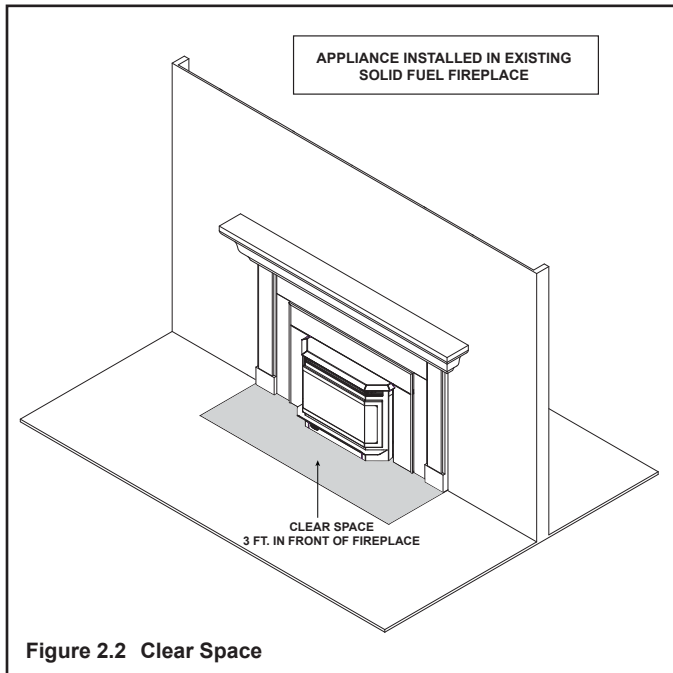 APPLIANCE INSTALLED IN EXISTING
SOLID FUEL FIREPLACE
CLEAR SPACE
3 FT. IN FRONT OF FIREPLACE
Figure 2.2 Clear Space